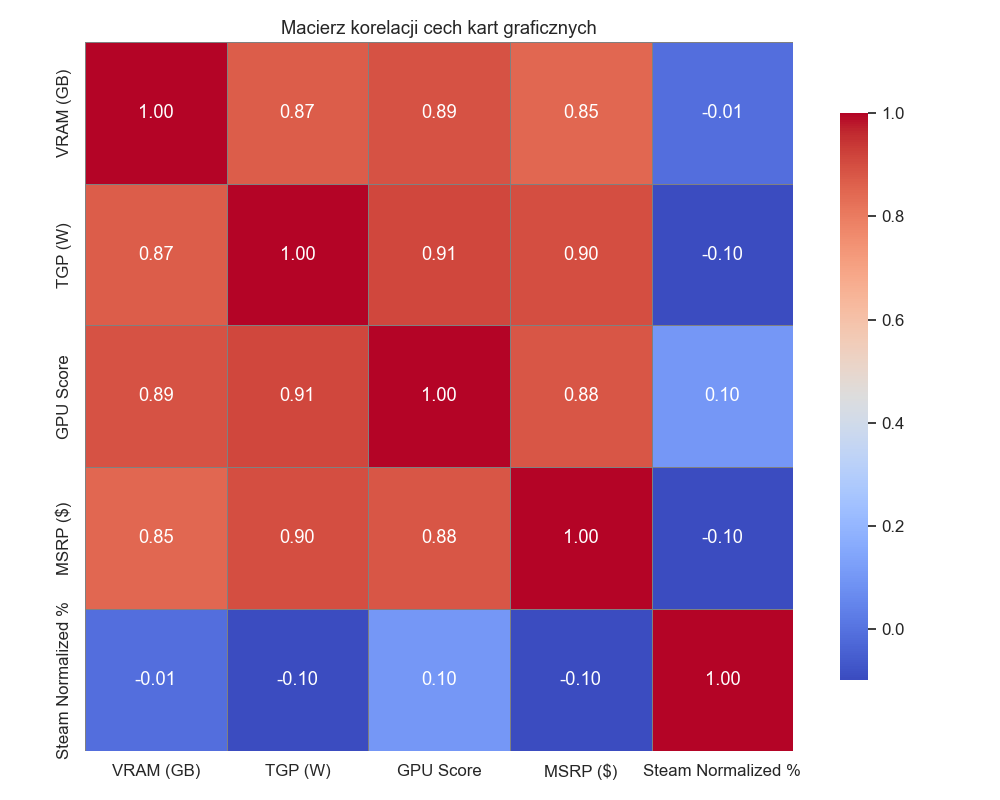 Macierz korelacji cech kart graficznych
VRAM (GB)
1.00
0.87
0.89
0.85
-0.01
TGP (W)
0.87
1.00
0.91
0.90
-0.10
GPU Score
0.89
0.91
1.00
0.88
0.10
MSRP ($)
0.85
0.90
0.88
1.00
-0.10
Steam Normalized %
-0.01
-0.10
0.10
-0.10
1.00
VRAM (GB)
TGP (W)
GPU Score
MSRP ($)
Steam Normalized %
1.0
0.8
0.6
0.4
0.2
0.0